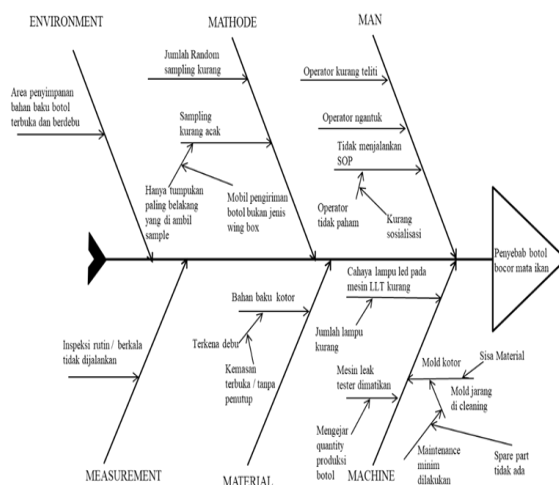 ENVIRONMENT
MATHODE
MAN
Jumlah Random
sampling kurang
Operator kurang teliti
Area penyimpanan
bahan baku botol
terbuka dan berdebu
Sampling
kurang acak
Operator ngantuk
Tidak menjalankan
SOP
Hanya tumpukan
paling belakang
yang di ambil
sample
Mobil pengiriman
botol bukan jenis
wing box
Operator
tidak paham
Kurang
sosialisasi
Penyebab botol
bocor mata ikan
Cahaya lampu led pada
mesin LLT kurang
Bahan baku kotor
Jumlah lampu
kurang
Inspeksi rutin / berkala
tidak dijalankan
Terkena debu
Kemasan
terbuka / tanpa
penutup
Mesin leak
tester dimatikan
Mold kotor
Sisa Material
Mold jarang
di cleaning
Mengejar
quantity
produksi
botol
Maintenance
minim
dilakukan
Spare part
tidak ada
MEASUREMENT
MATERIAL
MACHINE